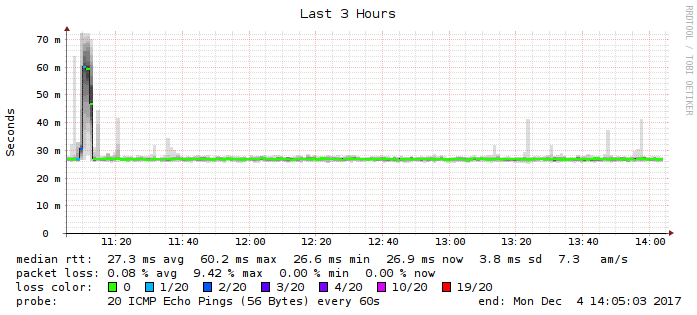 Last 3 Hours
RRDTOOL / TOBI OETIKER
Seconds
70 m
60 m
50 m
40 m
30 m
20 m
10 m
0
11:20 11:40 12:00 12:20 12:40 13:00 13:20 13:40 14:00
median rtt: 27.3 ms avg 60.2 ms max 26.6 ms min 26.9 ms now 3.8 ms sd 7.3 am/s
packet loss: 0.08 % avg 9.42 % max 0.00 % min 0.00 % now
loss color: 0 1/20 2/20 3/20 4/20 10/20 19/20
probe: 20 ICMP Echo Pings (56 Bytes) every 60s end: Mon Dec 4 14:05:03 2017